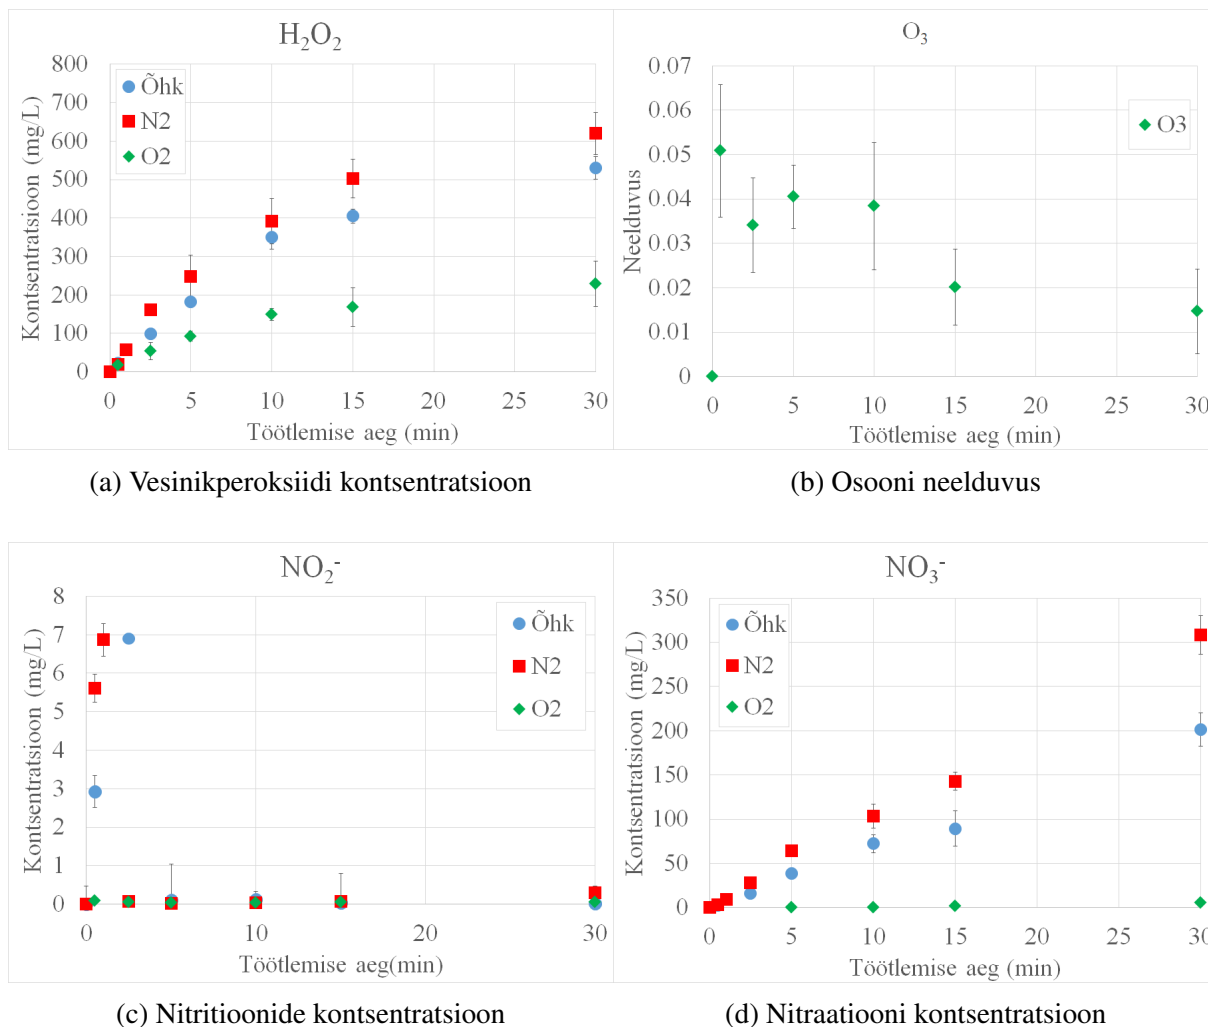 H₂O₂
800
700
600
500
400
300
200
100
0
Kontsentratsioon (mg/L)
Õhk
N2
O2
0 5 10 15 20 25 30
Töötlemise aeg (min)
(a) Vesinikperoksiidi kontsentratsioon
O₃
0.07
0.06
0.05
0.04
0.03
0.02
0.01
0
Neelduvus
O3
0 5 10 15 20 25 30
Töötlemise aeg (min)
(b) Osooni neelduvus
NO₂⁻
8
7
6
5
4
3
2
1
0
Kontsentratsioon (mg/L)
Õhk
N2
O2
0 10 20 30
Töötlemise aeg(min)
(c) Nitritioonide kontsentratsioon
NO₃⁻
350
300
250
200
150
100
50
0
Kontsentratsioon (mg/L)
Õhk
N2
O2
0 5 10 15 20 25 30
Töötlemise aeg (min)
(d) Nitraatiooni kontsentratsioon